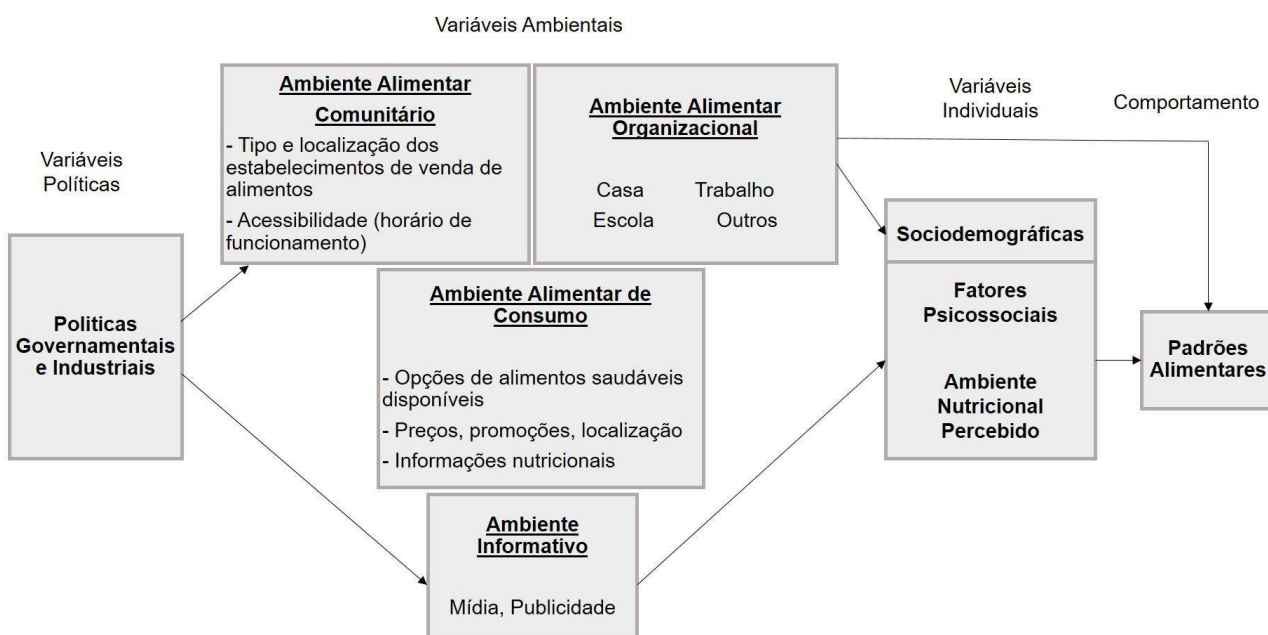 Variáveis Ambientais
Variáveis
Políticas
Politicas
Governamentais
e Industriais
Ambiente Alimentar
Comunitário
- Tipo e localização dos
estabelecimentos de venda de
alimentos
- Acessibilidade (horário de
funcionamento)
Ambiente Alimentar
Organizacional
Casa Trabalho
Escola Outros
Ambiente Alimentar de
Consumo
- Opções de alimentos saudáveis
disponíveis
- Preços, promoções, localização
- Informações nutricionais
Ambiente
Informativo
Mídia, Publicidade
Variáveis
Individuais
Sociodemográficas
Fatores
Psicossociais
Ambiente
Nutricional
Percebido
Comportamento
Padrões
Alimentares